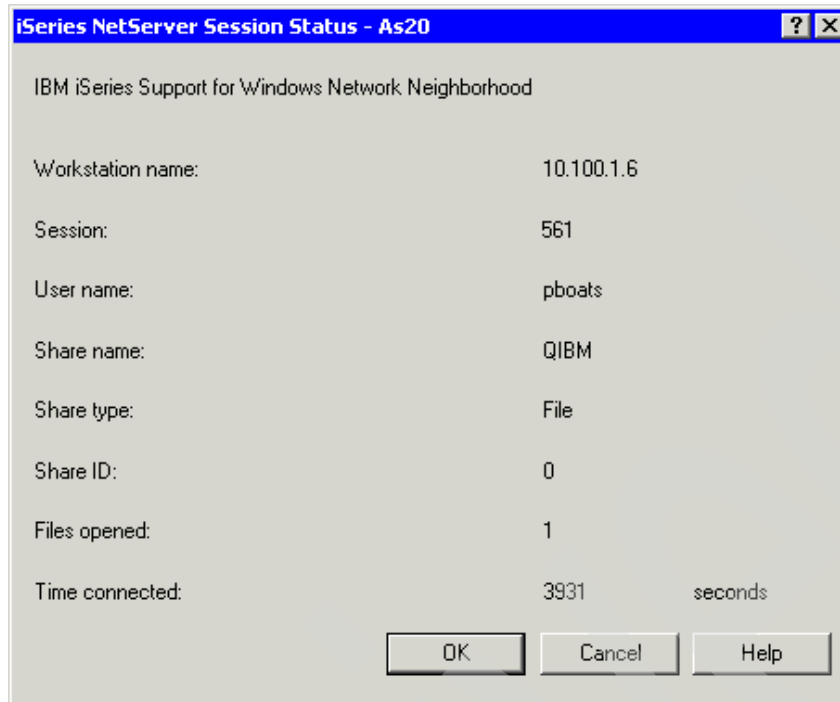 iSeries NetServer Session Status - As20
?
IBM iSeries Support for Windows Network Neighborhood
Workstation name: 10.100.1.6
Session: 561
User name: pboats
Share name: QIBM
Share type: File
Share ID: 0
Files opened: 1
Time connected: 3931 seconds
OK Cancel Help